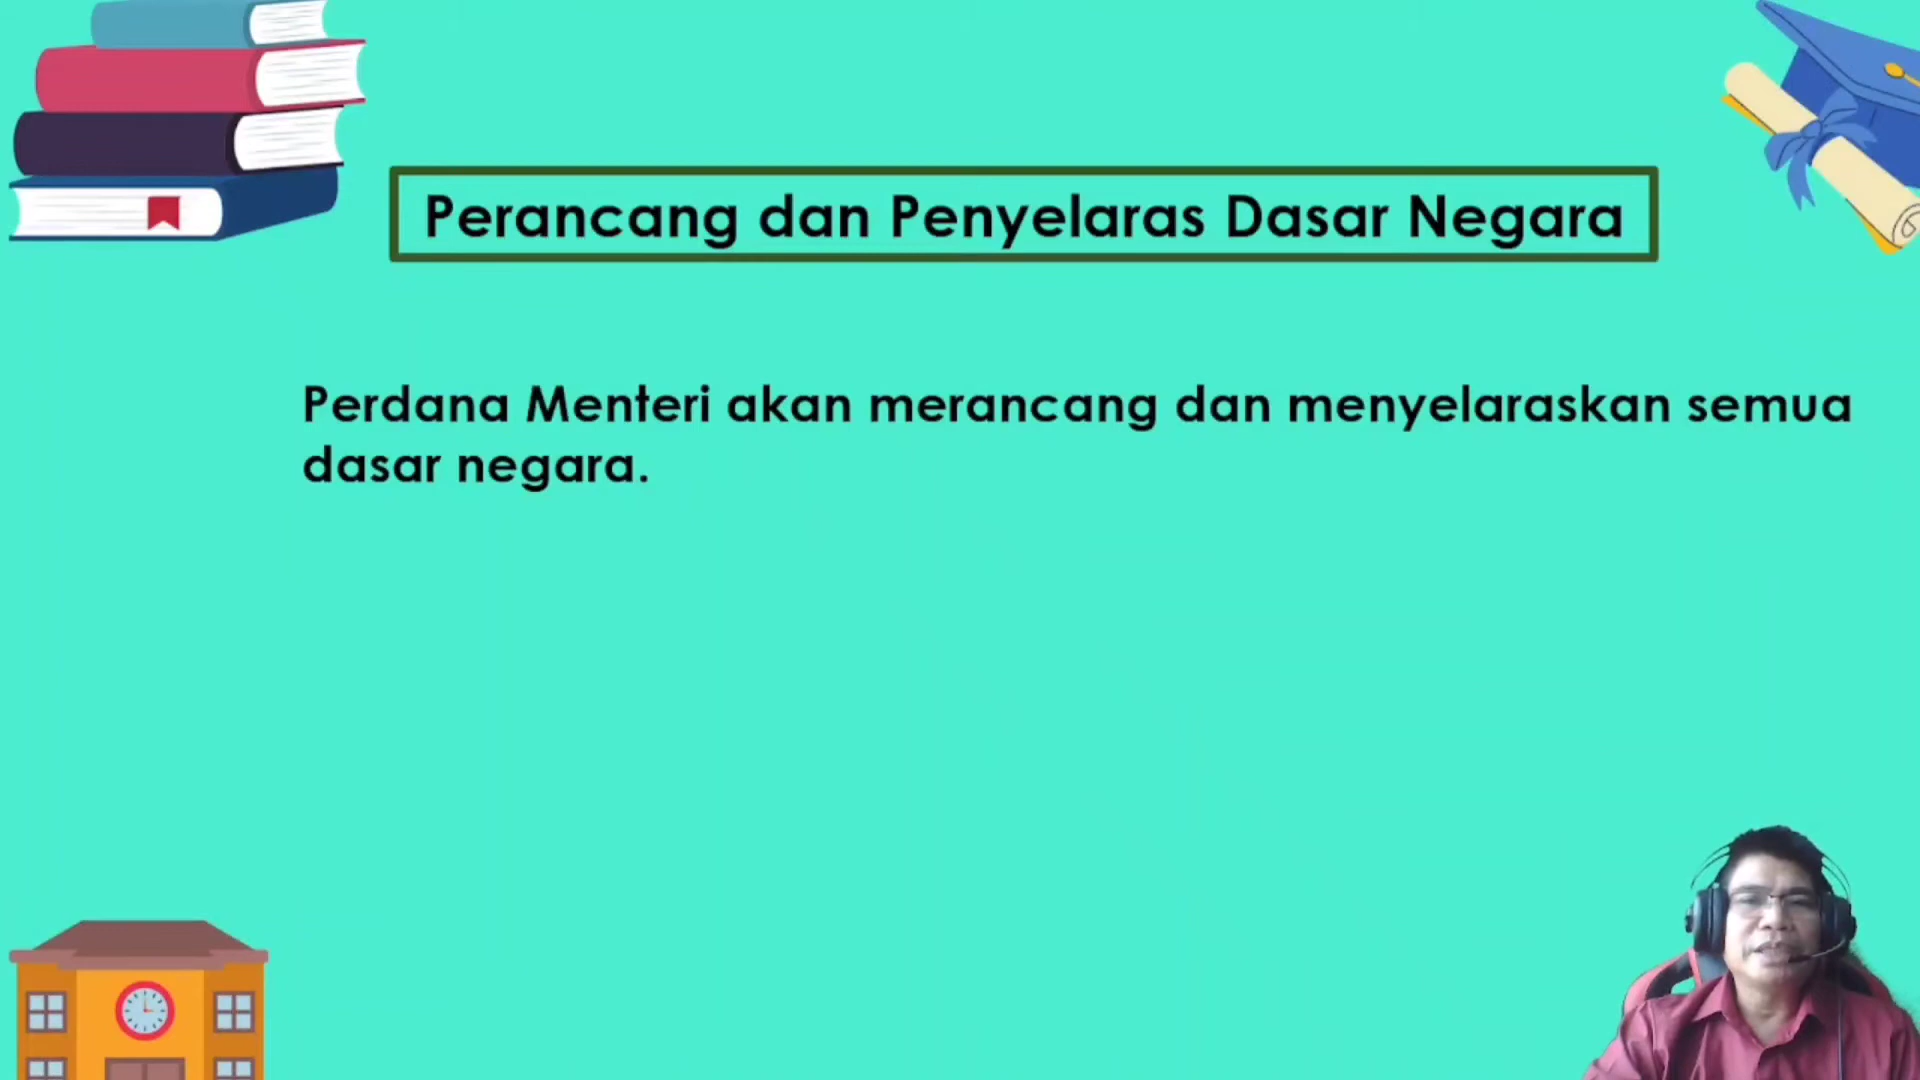 Perancang dan Penyelaras Dasar Negara
Perdana Menteri akan merancang dan menyelaraskan semua
dasar negara.